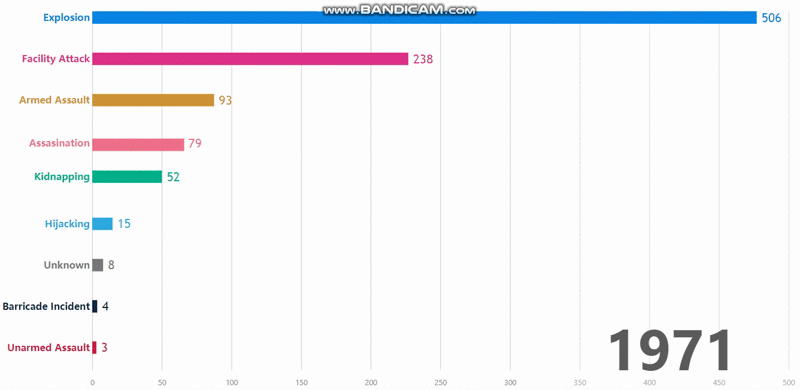 www.BANDICAM.com
Explosion 506
Facility Attack 238
Armed Assault 93
Assasination 79
Kidnapping 52
Hijacking 15
Unknown 8
Barricade Incident 4
Unarmed Assault 3
1971
0 50 100 150 200 250 300 350 400 450 500